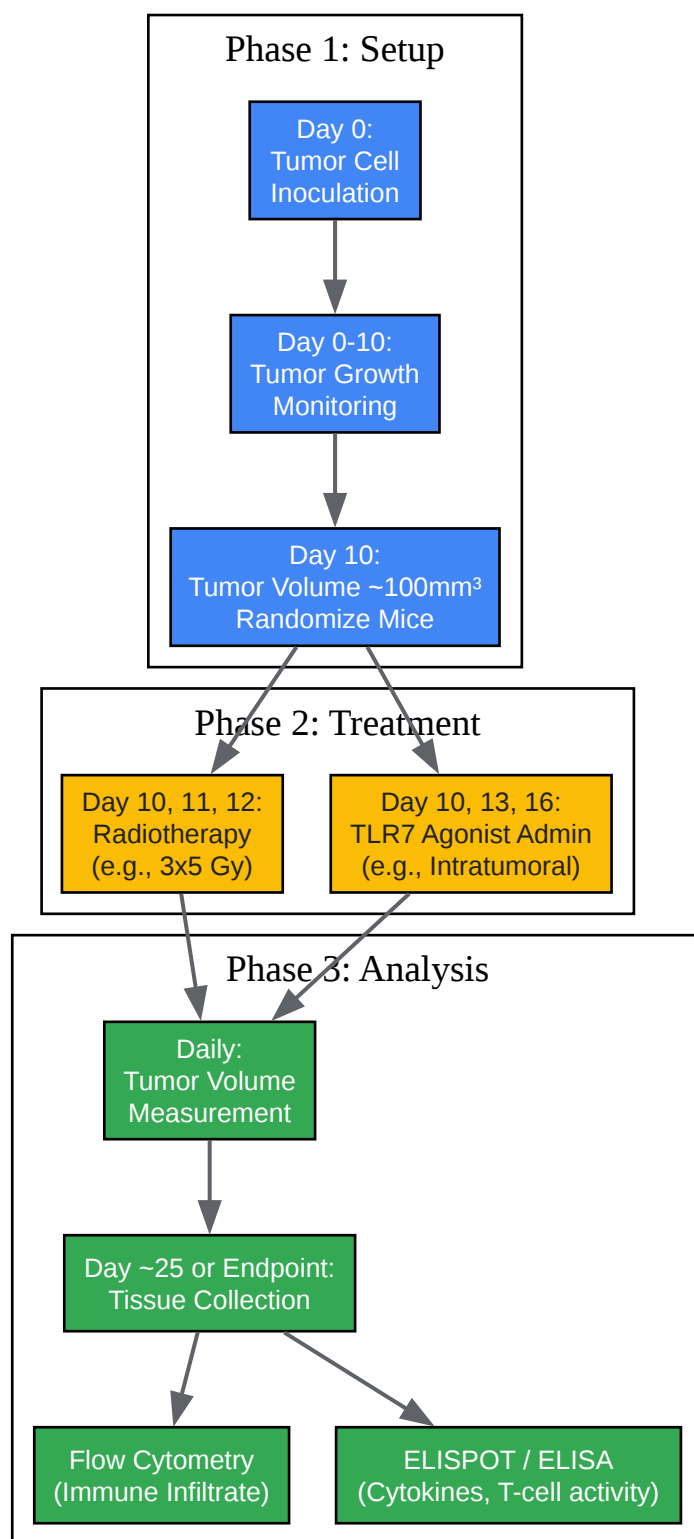 Phase 1: Setup
Day 0:
Tumor Cell
Inoculation
Day 0-10:
Tumor Growth
Monitoring
Day 10:
Tumor Volume ~100mm³
Randomize Mice
Phase 2: Treatment
Day 10, 11, 12:
Radiotherapy
(e.g., 3x5 Gy)
Day 10, 13, 16:
TLR7 Agonist Admin
(e.g., Intratumoral)
Phase 3: Analysis
Daily:
Tumor Volume
Measurement
Day ~25 or Endpoint:
Tissue Collection
Flow Cytometry
(Immune Infiltrate)
ELISPOT / ELISA
(Cytokines, T-cell activity)